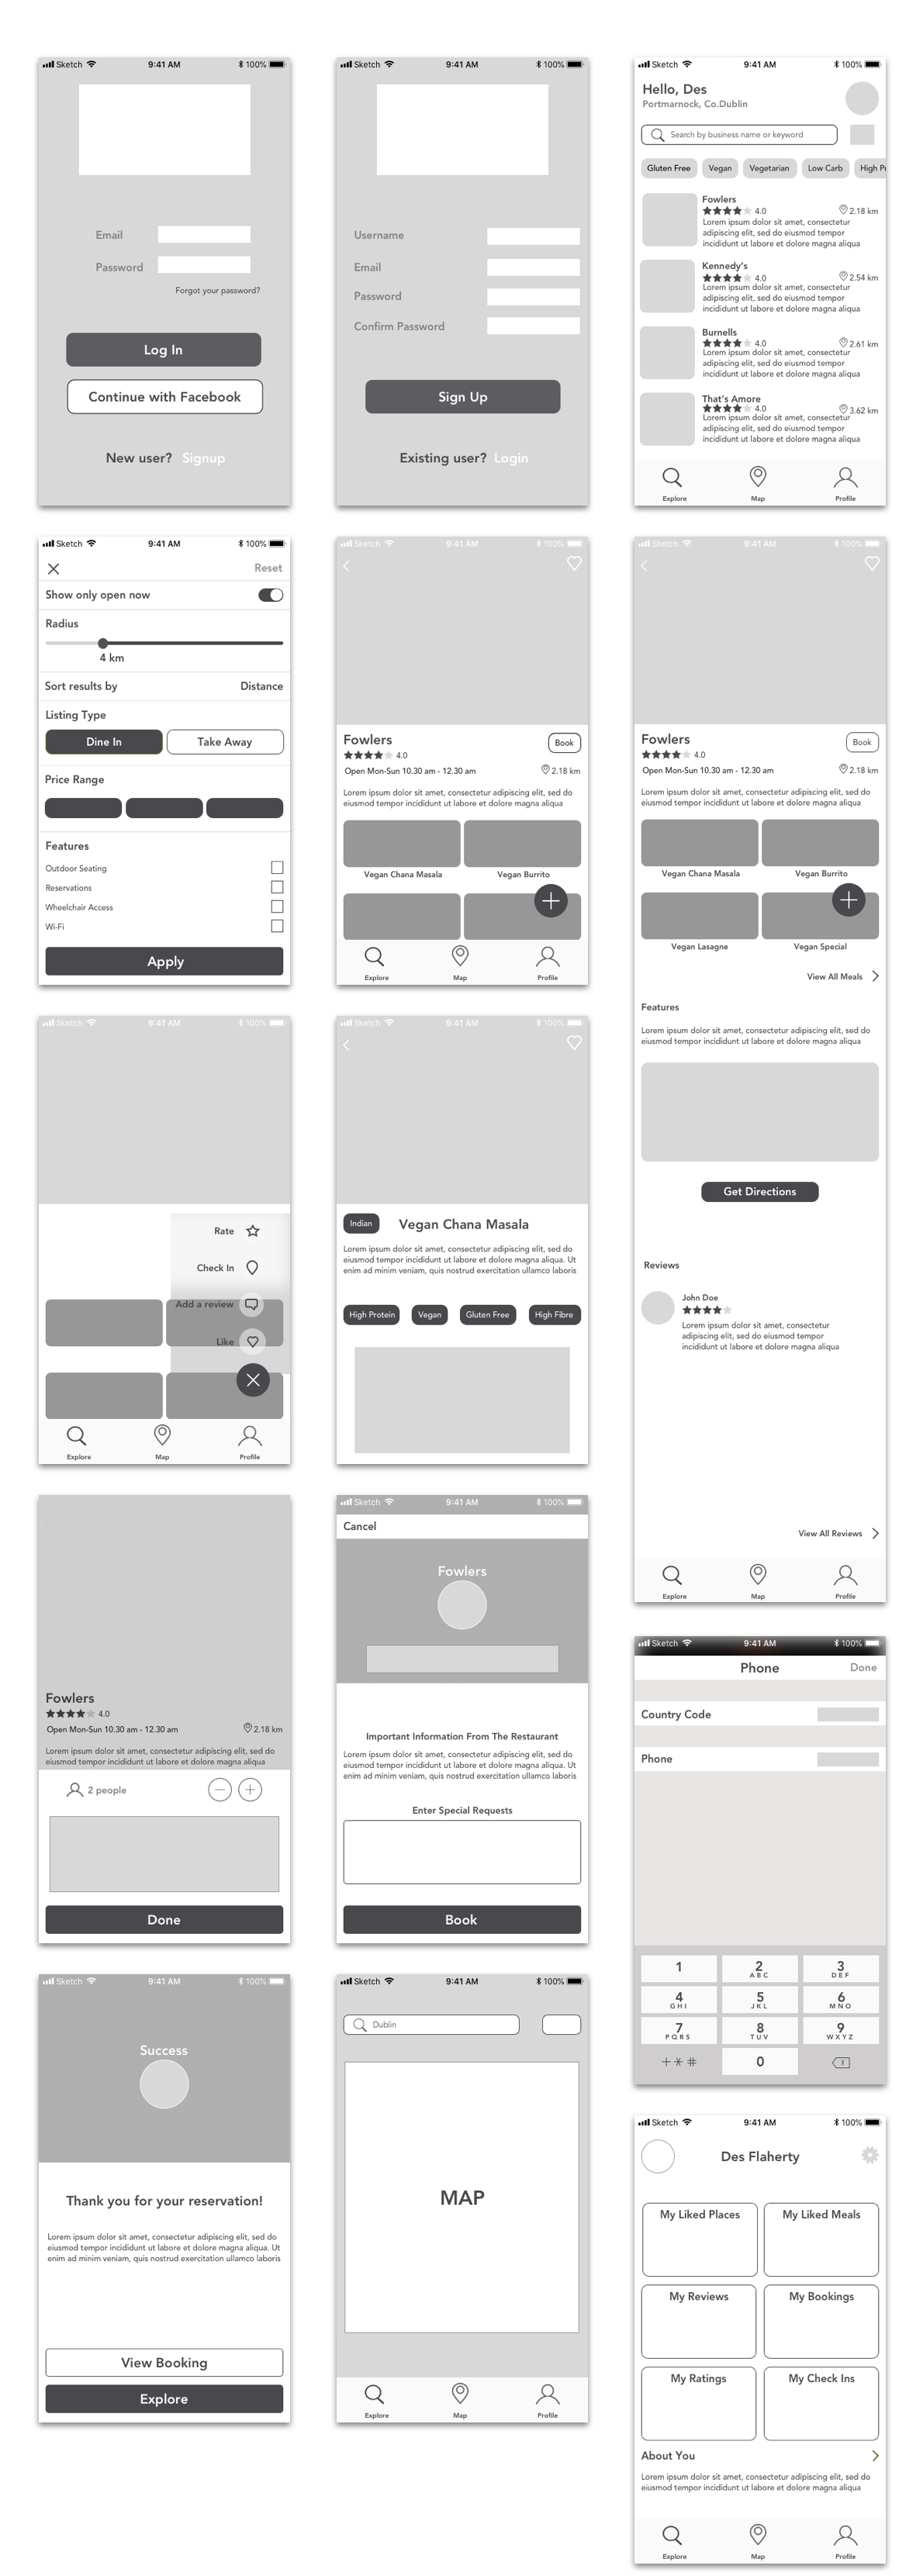 Sketch 9:41 AM 100%
Email
Password
Forgot your password?
Log In
Continue with Facebook
New user? Signup
Sketch 9:41 AM 100%
Username
Email
Password
Confirm Password
Sign Up
Existing user? Login
Sketch 9:41 AM 100%
Hello, Des
Portmarnock, Co.Dublin
Search by business name or keyword
Gluten Free Vegan Vegetarian Low Carb High Pr
Fowlers
4.0 2.18 km
Lorem ipsum dolor sit amet, consectetur
adipiscing elit, sed do eiusmod tempor
incididunt ut labore et dolore magna aliqua
Kennedy's
4.0 2.54 km
Lorem ipsum dolor sit amet, consectetur
adipiscing elit, sed do eiusmod tempor
incididunt ut labore et dolore magna aliqua
Burnells
4.0 2.61 km
Lorem ipsum dolor sit amet, consectetur
adipiscing elit, sed do eiusmod tempor
incididunt ut labore et dolore magna aliqua
That's Amore
4.0 3.62 km
Lorem ipsum dolor sit amet, consectetur
adipiscing elit, sed do eiusmod tempor
incididunt ut labore et dolore magna aliqua
Explore Map Profile
Sketch 9:41 AM 100%
Reset
Show only open now
Radius
4 km
Sort results by Distance
Listing Type
Dine In Take Away
Price Range
Features
Outdoor Seating
Reservations
Wheelchair Access
Wi-Fi
Apply
Sketch 9:41 AM 100%
Fowlers Book
4.0
Open Mon-Sun 10.30 am - 12.30 am 2.18 km
Lorem ipsum dolor sit amet, consectetur adipiscing elit, sed do
eiusmod tempor incididunt ut labore et dolore magna aliqua
Vegan Chana Masala Vegan Burrito
Explore Map Profile
Sketch 9:41 AM 100%
Fowlers Book
4.0
Open Mon-Sun 10.30 am - 12.30 am 2.18 km
Lorem ipsum dolor sit amet, consectetur adipiscing elit, sed do
eiusmod tempor incididunt ut labore et dolore magna aliqua
Vegan Chana Masala Vegan Burrito
Vegan Lasagne Vegan Special
View All Meals
Features
Lorem ipsum dolor sit amet, consectetur adipiscing elit, sed do
eiusmod tempor incididunt ut labore et dolore magna aliqua
Get Directions
Reviews
John Doe
Lorem ipsum dolor sit amet, consectetur
adipiscing elit, sed do eiusmod tempor
incididunt ut labore et dolore magna aliqua
View All Reviews
Explore Map Profile
Sketch 9:41 AM 100%
Rate
Check In
Add a review
Like
Explore Map Profile
Sketch 9:41 AM 100%
Indian Vegan Chana Masala
Lorem ipsum dolor sit amet, consectetur adipiscing elit, sed do
eiusmod tempor incididunt ut labore et dolore magna aliqua. Ut
enim ad minim veniam, quis nostrud exercitation ullamco laboris
High Protein Vegan Gluten Free High Fibre
Fowlers
4.0
Open Mon-Sun 10.30 am - 12.30 am 2.18 km
Lorem ipsum dolor sit amet, consectetur adipiscing elit, sed do
eiusmod tempor incididunt ut labore et dolore magna aliqua
2 people
Done
Sketch 9:41 AM 100%
Cancel
Fowlers
Important Information From The Restaurant
Lorem ipsum dolor sit amet, consectetur adipiscing elit, sed do
eiusmod tempor incididunt ut labore et dolore magna aliqua. Ut
enim ad minim veniam, quis nostrud exercitation ullamco laboris
Enter Special Requests
Book
Sketch 9:41 AM 100%
Phone Done
Country Code
Phone
1 2 3
ABC DEF
4 5 6
GHI JKL MNO
7 8 9
PQRS TUV WXYZ
+ * # 0
Sketch 9:41 AM 100%
Success
Thank you for your reservation!
Lorem ipsum dolor sit amet, consectetur adipiscing elit, sed do
eiusmod tempor incididunt ut labore et dolore magna aliqua. Ut
enim ad minim veniam, quis nostrud exercitation ullamco laboris
View Booking
Explore
Sketch 9:41 AM 100%
Dublin
MAP
Explore Map Profile
Sketch 9:41 AM 100%
Des Flaherty
My Liked Places My Liked Meals
My Reviews My Bookings
My Ratings My Check Ins
About You
Lorem ipsum dolor sit amet, consectetur adipiscing elit, sed do
eiusmod tempor incididunt ut labore et dolore magna aliqua
Explore Map Profile